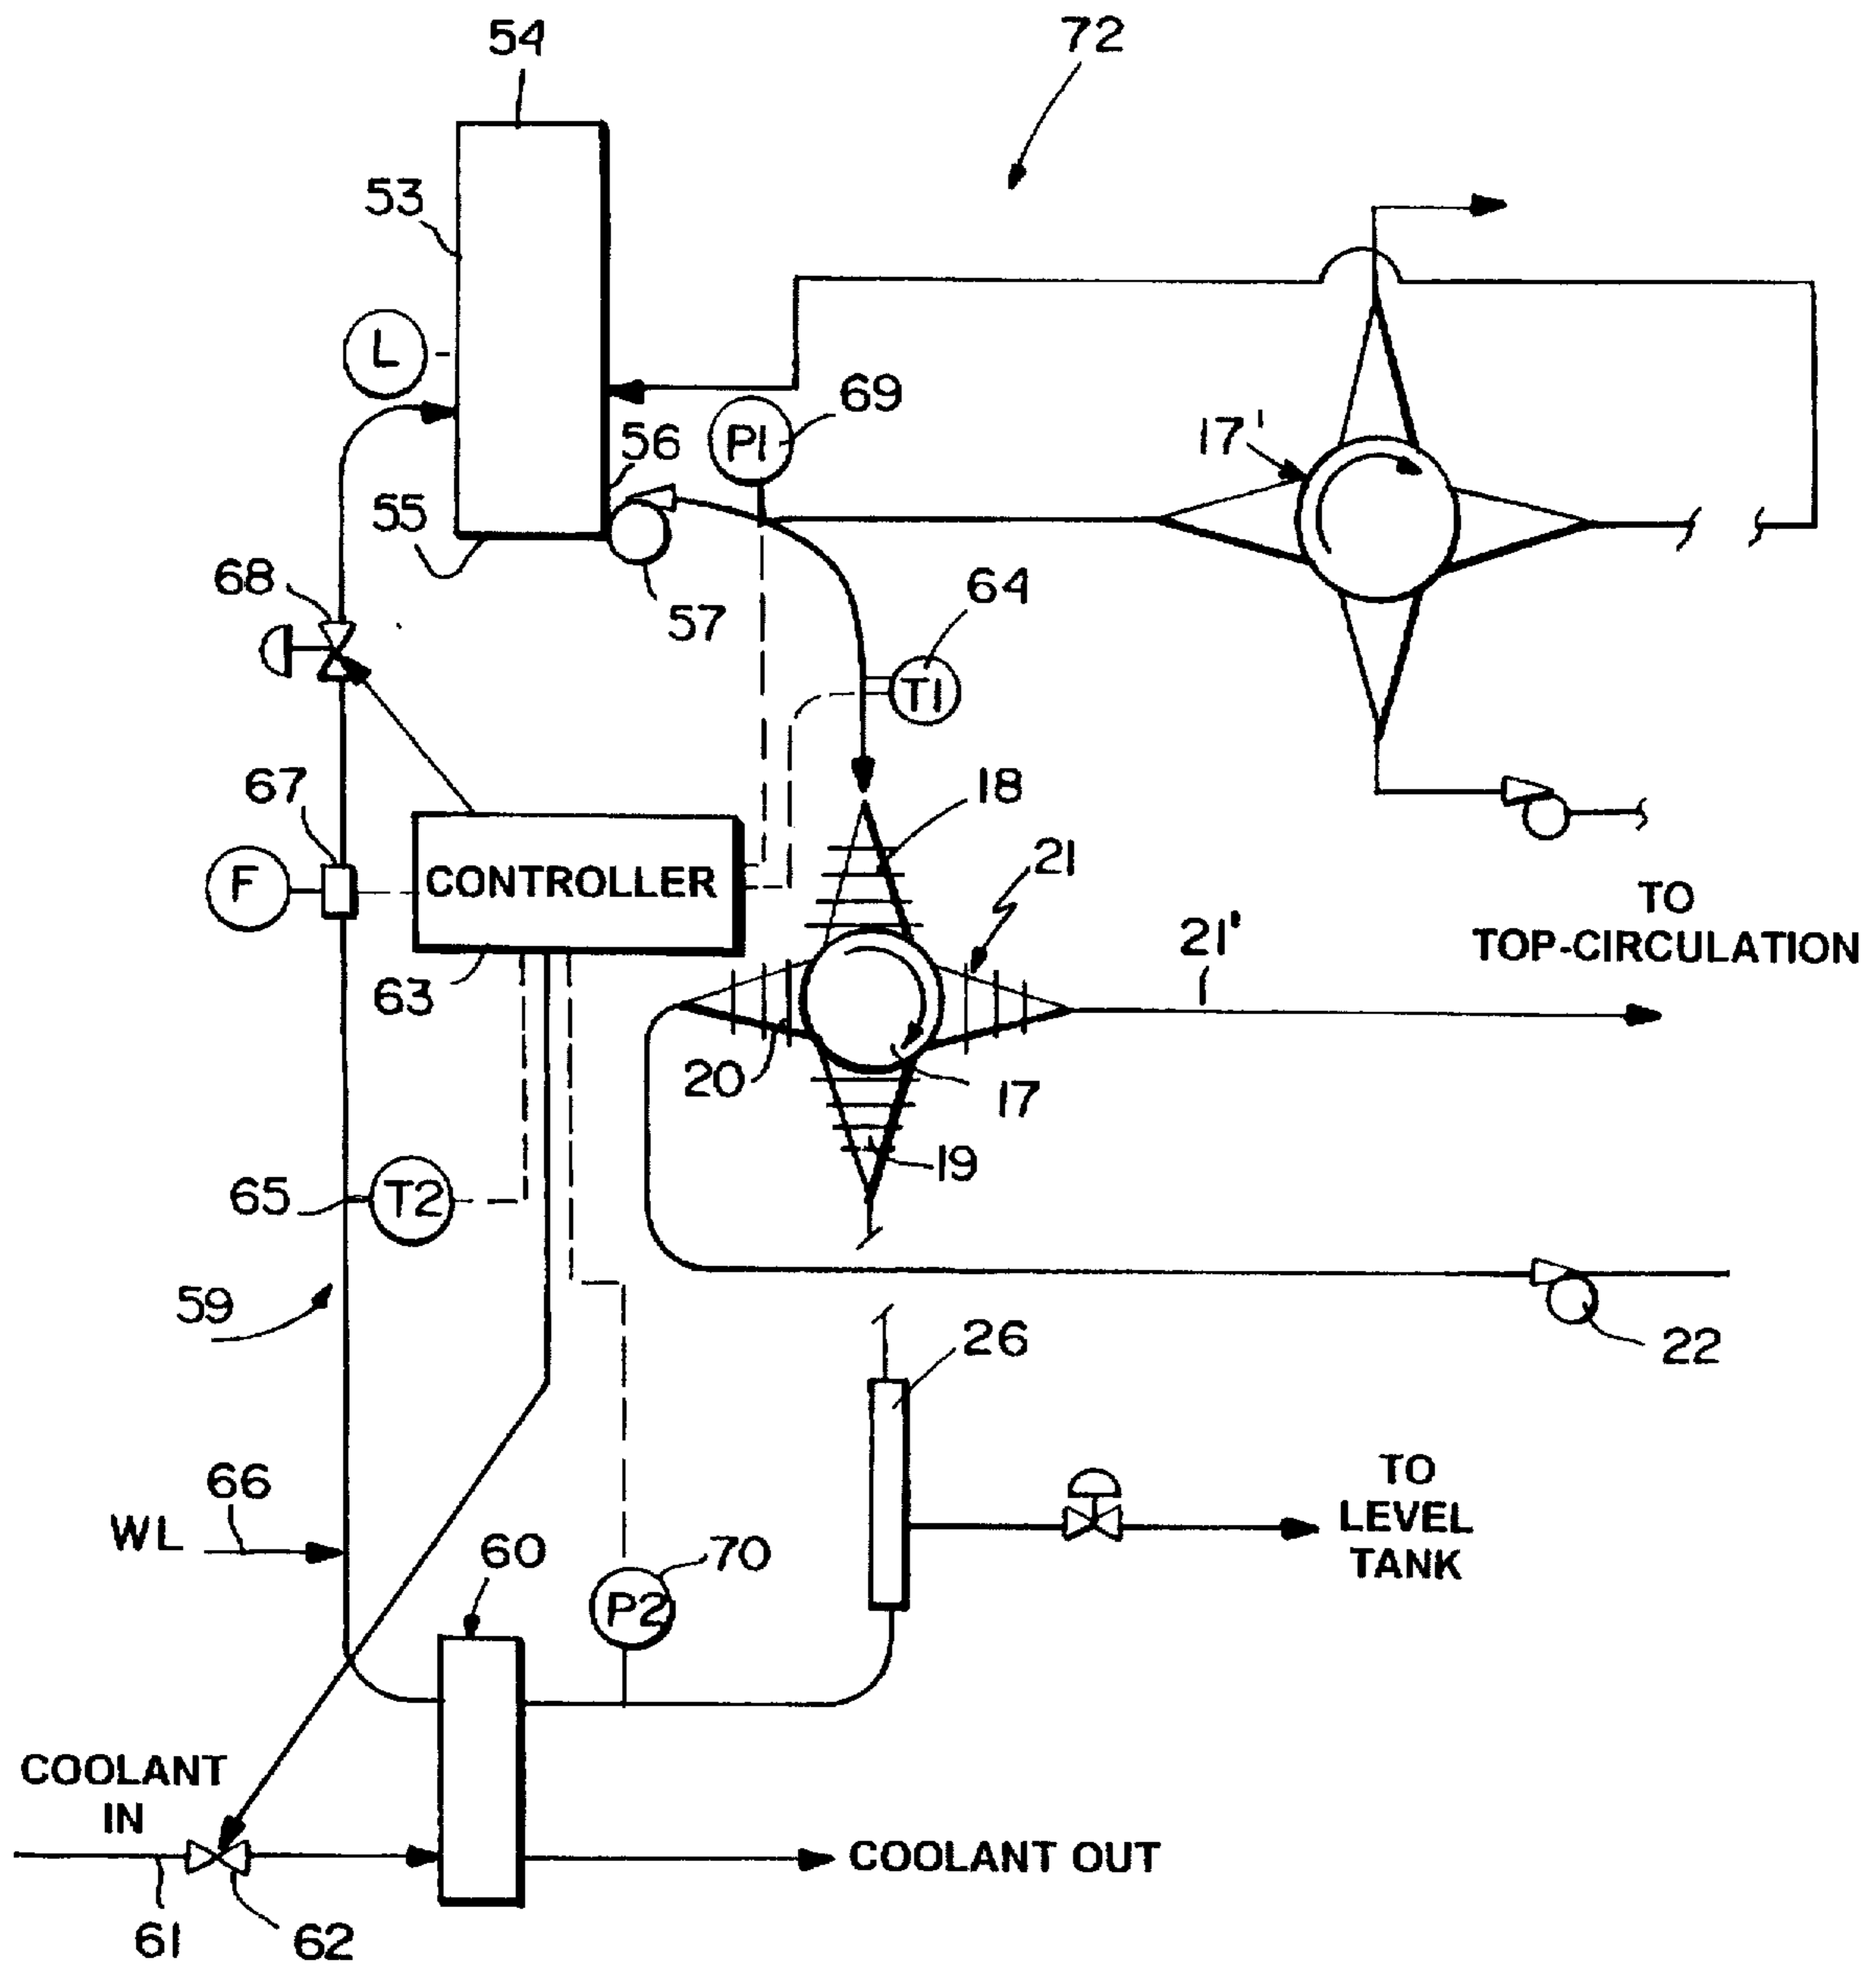 54
72
53
L
69
P1
56
17'
55
68
57
64
T1
67
18
F
CONTROLLER
21
TO
TOP-CIRCULATION
21'
63
20
17
19
65
T2
59
22
26
66
WL
60
70
P2
TO
LEVEL
TANK
COOLANT
IN
COOLANT OUT
61
62